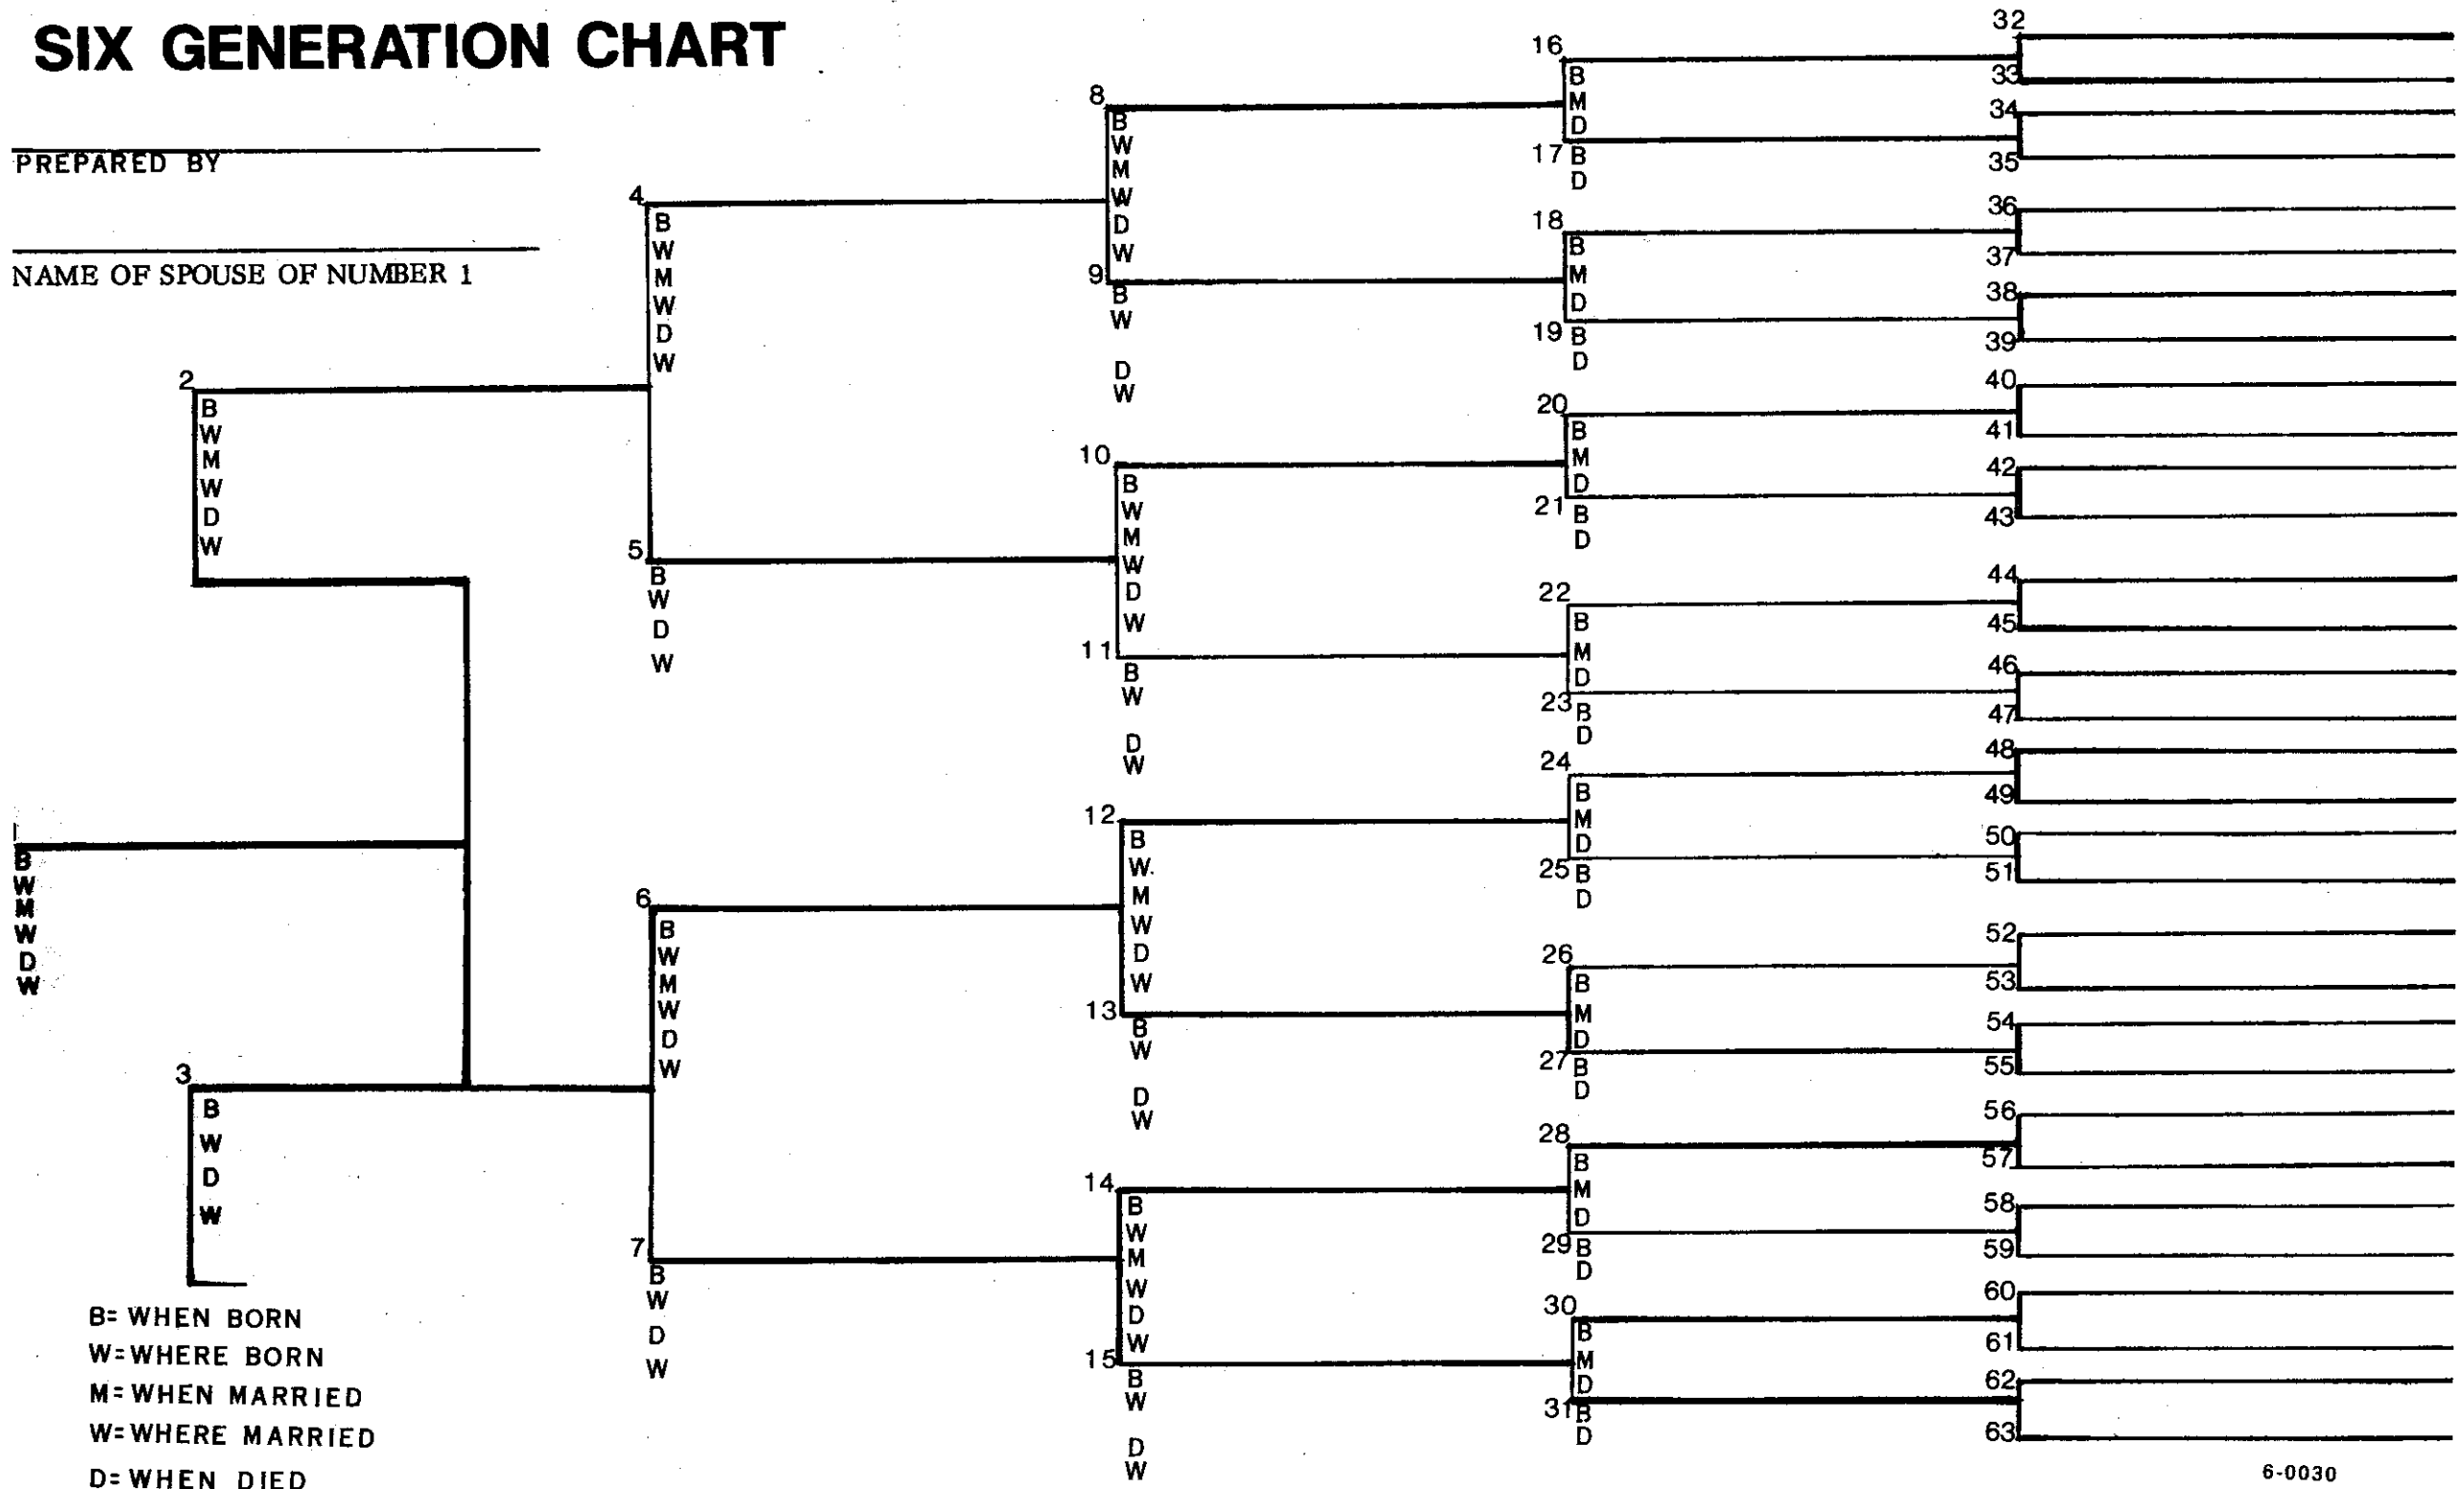 SIX GENERATION CHART
PREPARED BY
NAME OF SPOUSE OF NUMBER 1
1
B
W
M
W
D
W
2
B
W
M
W
D
W
3
B
W
D
W
B= WHEN BORN
W=WHERE BORN
M=WHEN MARRIED
W=WHERE MARRIED
D=WHEN DIED
4
B
W
M
W
D
W
5
B
W
D
W
6
B
W
M
W
D
W
7
B
W
D
W
8
B
W
M
W
D
W
9
B
W
D
W
10
B
W
M
W
D
W
11
B
W
D
W
12
B
W
M
W
D
W
13
B
W
D
W
14
B
W
M
W
D
W
15
B
W
D
W
16
B
M
D
17 B
D
18
B
M
D
19 B
D
20
B
M
D
21 B
D
22
B
M
D
23 B
D
24
B
M
D
25 B
D
26
B
M
D
27 B
D
28
B
M
D
29 B
D
30
B
M
D
31 B
D
32
33
34
35
36
37
38
39
40
41
42
43
44
45
46
47
48
49
50
51
52
53
54
55
56
57
58
59
60
61
62
63
6-0030